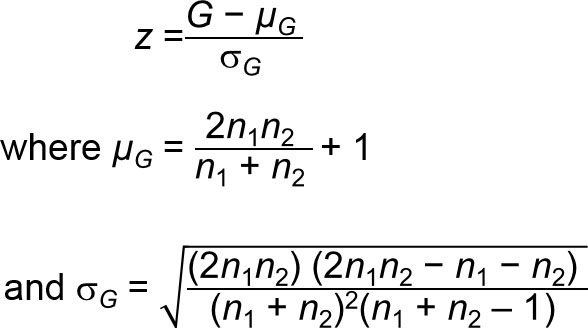 z = (G − μ_G) / σ_G
where μ_G = 2n₁n₂ / (n₁ + n₂) + 1
and σ_G = √((2n₁n₂) (2n₁n₂ − n₁ − n₂) / ((n₁ + n₂)²(n₁ + n₂ − 1)))